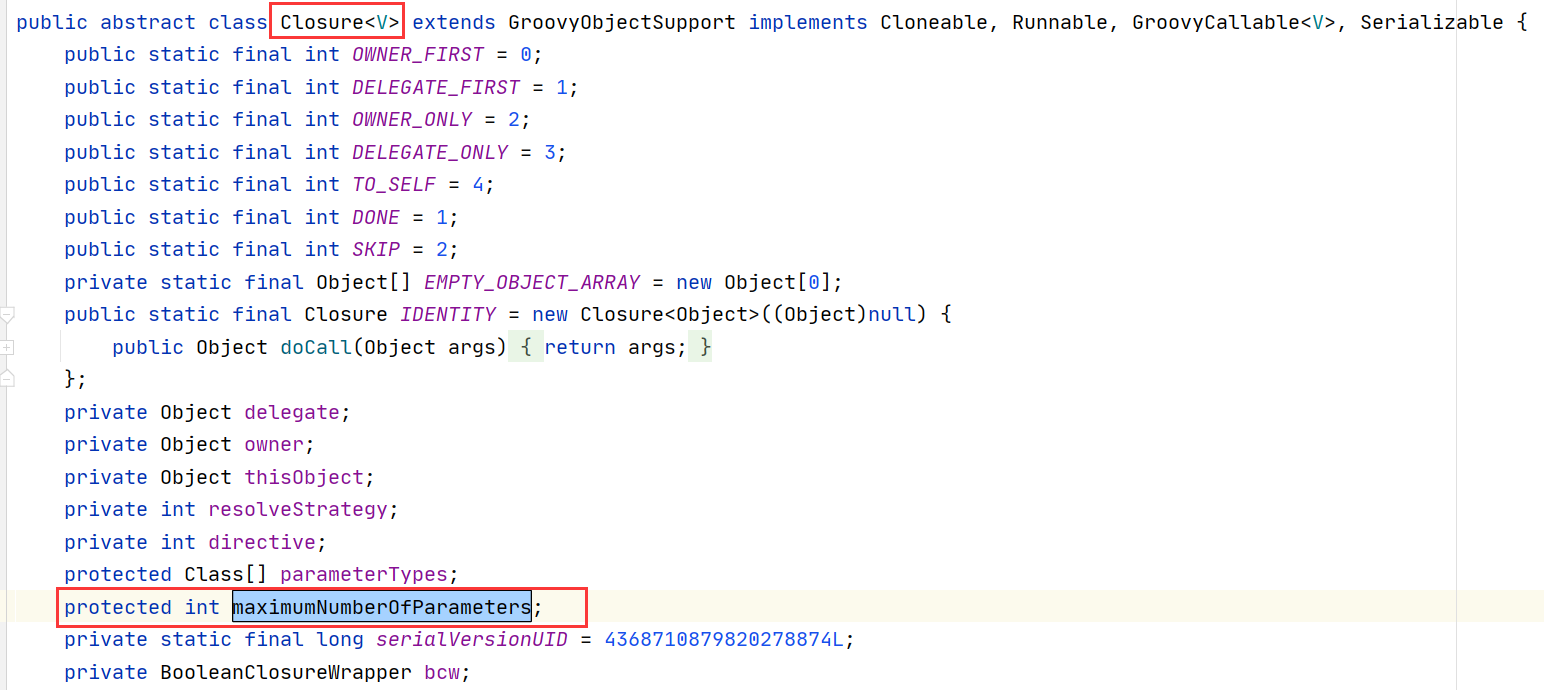 public abstract class Closure<V> extends GroovyObjectSupport implements Cloneable, Runnable, GroovyCallable<V>, Serializable {
public static final int OWNER_FIRST = 0;
public static final int DELEGATE_FIRST = 1;
public static final int OWNER_ONLY = 2;
public static final int DELEGATE_ONLY = 3;
public static final int TO_SELF = 4;
public static final int DONE = 1;
public static final int SKIP = 2;
private static final Object[] EMPTY_OBJECT_ARRAY = new Object[0];
public static final Closure IDENTITY = new Closure<Object>((Object)null) {
public Object doCall(Object args) { return args; }
};
private Object delegate;
private Object owner;
private Object thisObject;
private int resolveStrategy;
private int directive;
protected Class[] parameterTypes;
protected int maximumNumberOfParameters;
private static final long serialVersionUID = 4368710879820278874L;
private BooleanClosureWrapper bcw;